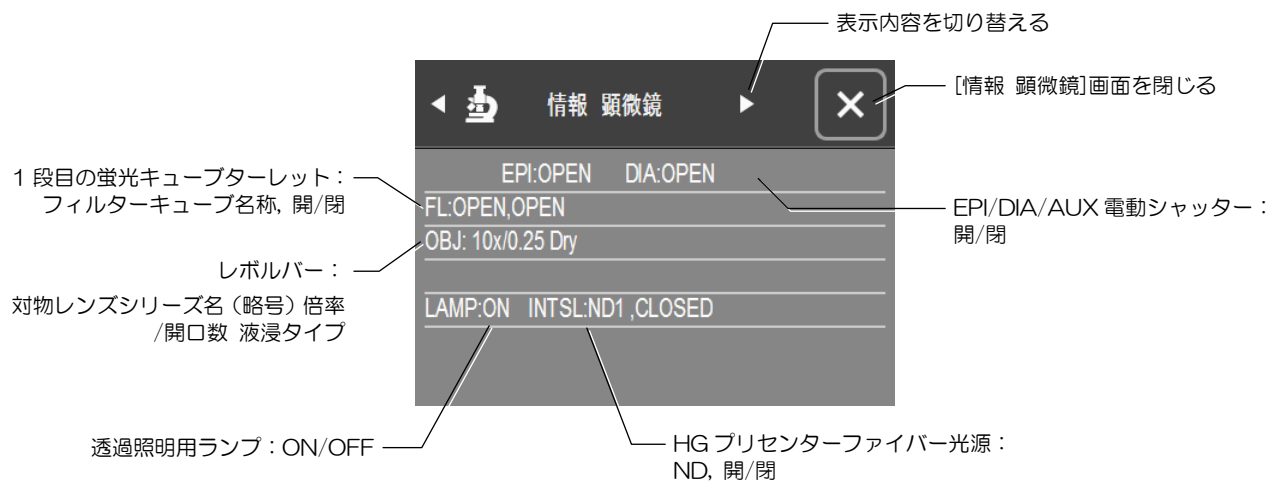 表示内容を切り替える
情報 顕微鏡
[情報 顕微鏡]画面を閉じる
EPI:OPEN DIA:OPEN
1 段目の蛍光キューブターレット：
フィルターキューブ名称, 開/閉
FL:OPEN,OPEN
EPI/DIA/AUX 電動シャッター：
開/閉
OBJ: 10x/0.25 Dry
レボルバー：
対物レンズシリーズ名（略号）倍率
/開口数 液浸タイプ
LAMP:ON INTSL:ND1 ,CLOSED
透過照明用ランプ：ON/OFF
HG プリセンターファイバー光源：
ND, 開/閉